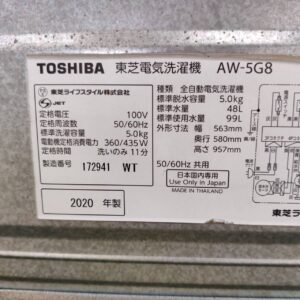 TOSHIBA 東芝電気洗濯機 AW-5G8
東芝ライフスタイル株式会社
JET
定格電圧 100V
定格周波数 50/60Hz
標準洗濯容量 5.0kg
電動機定格消費電力 360/435W
定格時間 洗いのみ 11分
製造番号 172941 WT
2020 年製
種類 全自動電気洗濯機
標準脱水容量 5.0kg
標準水量 48L
標準使用水量 99L
外形寸法 幅 563mm
奥行 580mm
高さ 957mm
50/60Hz 共用
日本国内専用
Use Only in Japan
MADE IN THAILAND
東芝ライ